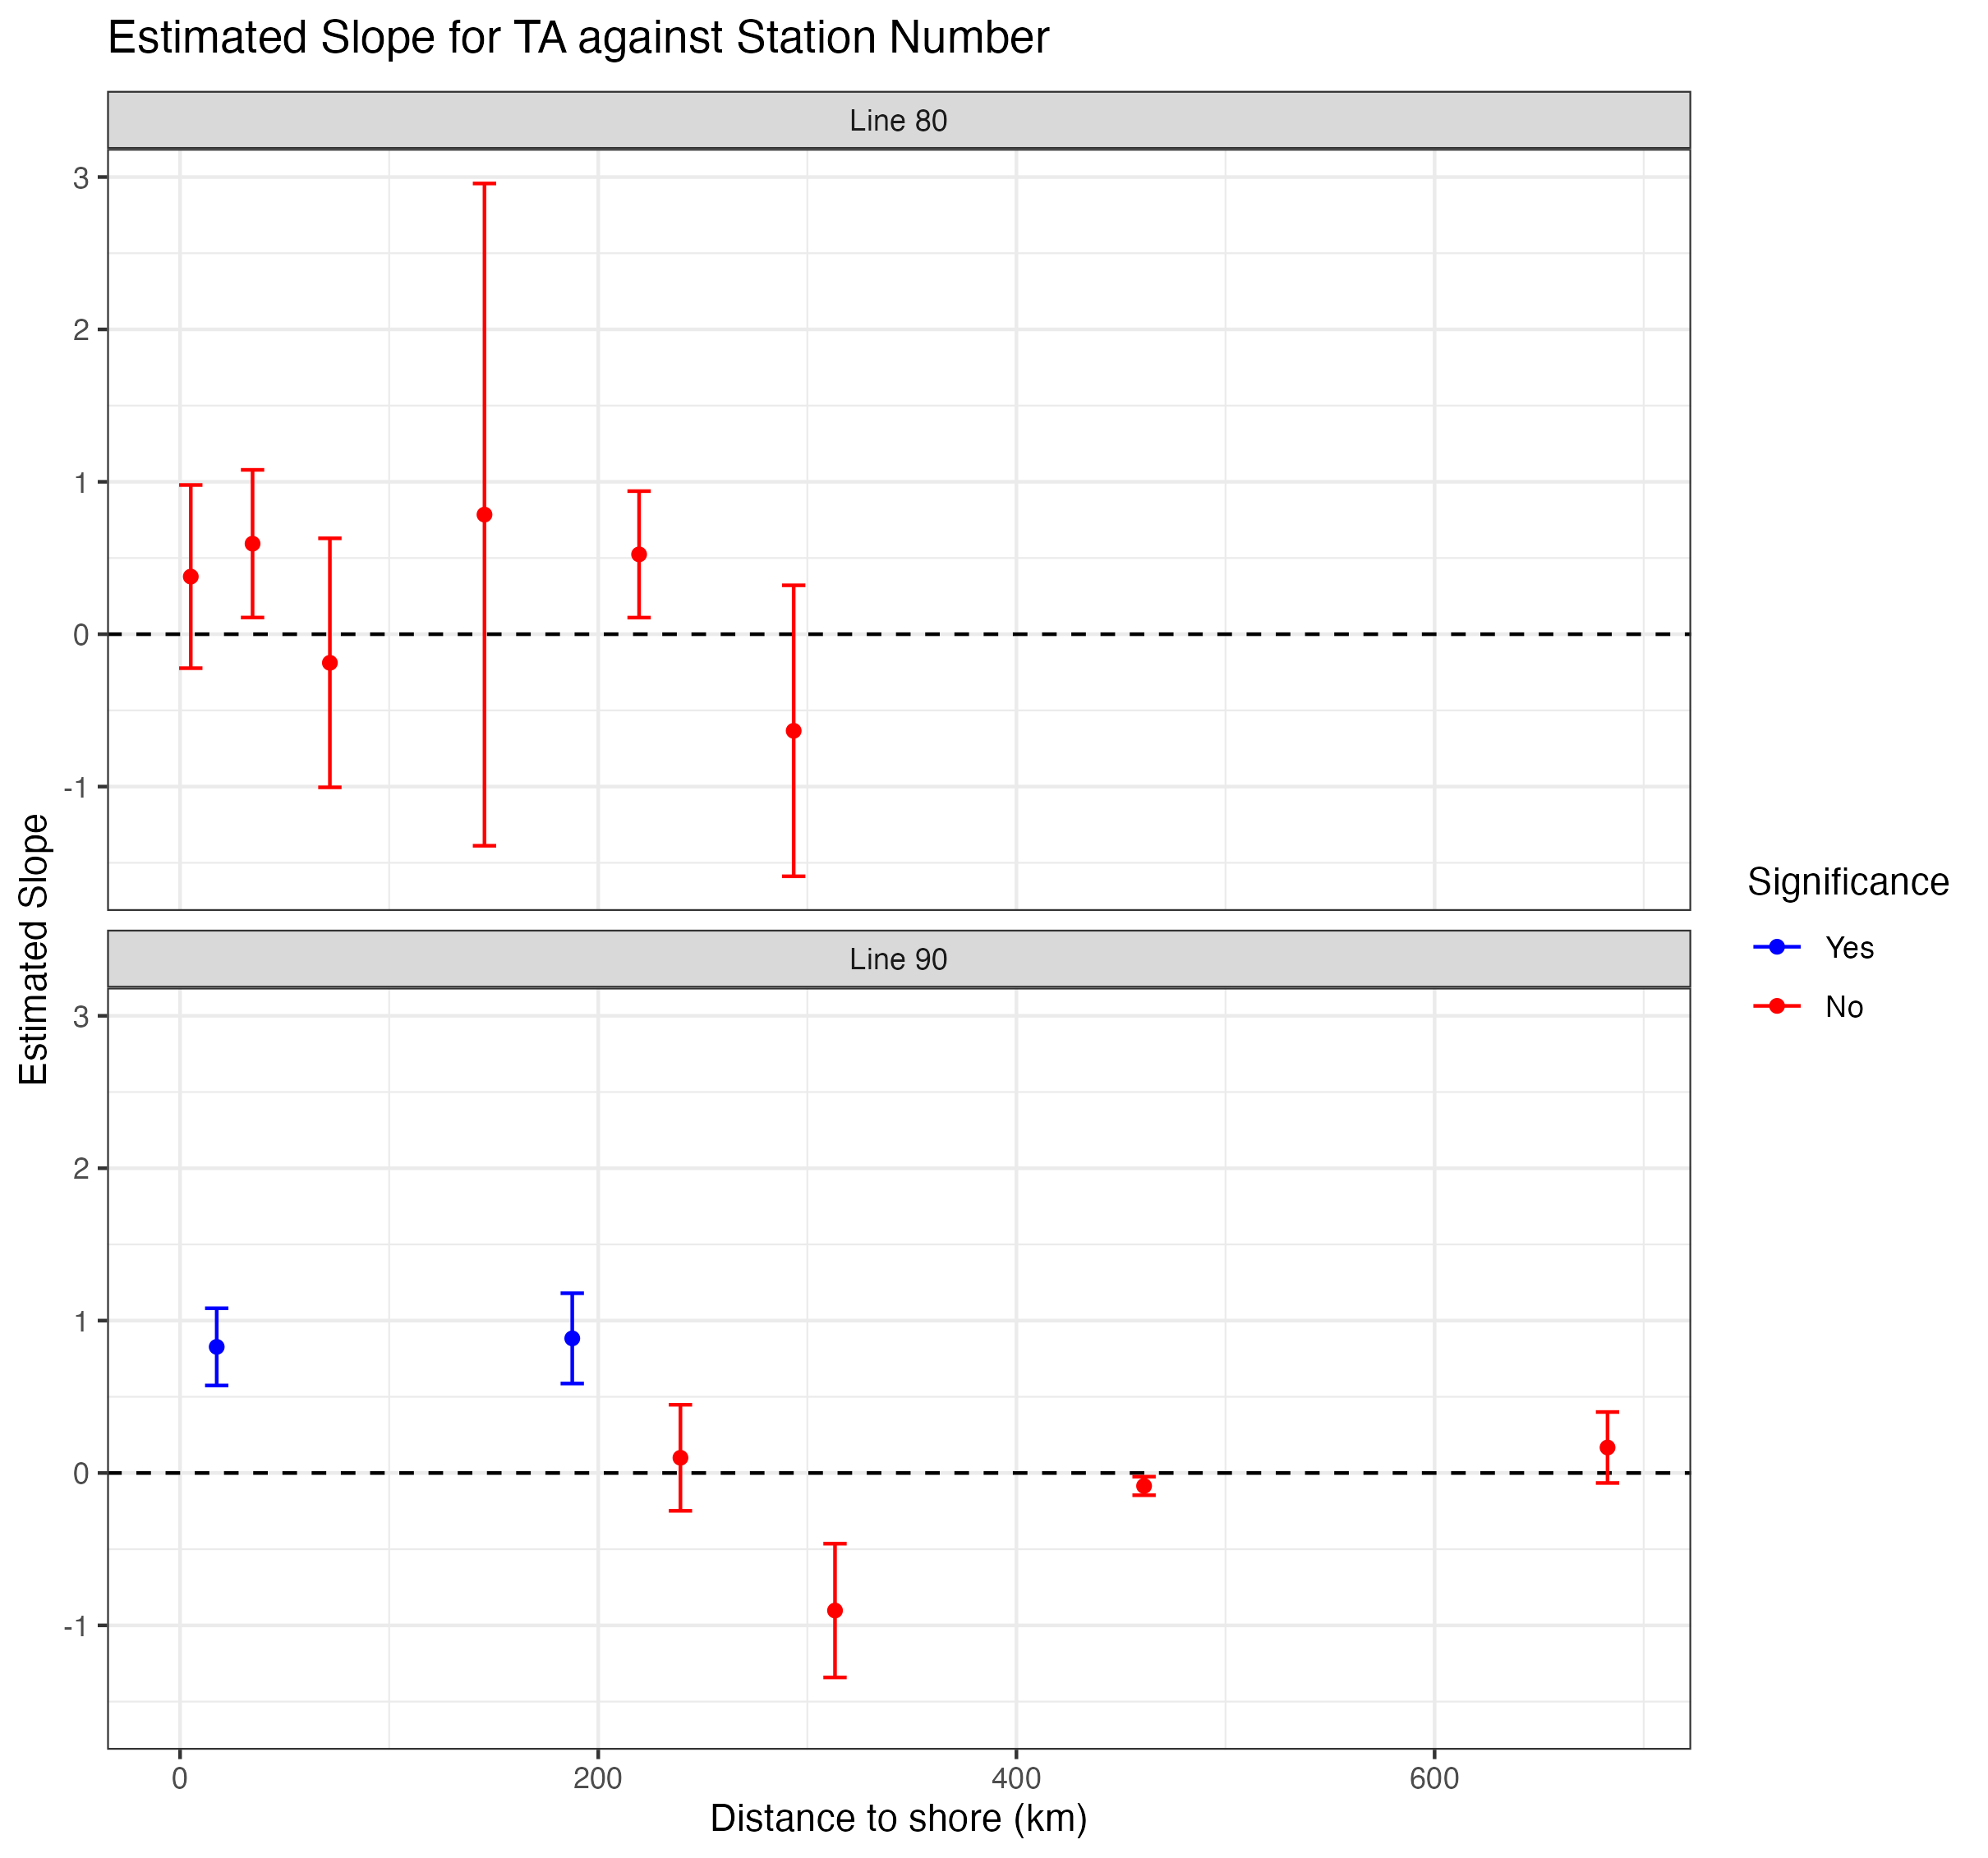 Estimated Slope for TA against Station Number
Line 80
3
2
1
0
-1
Line 90
3
2
1
0
-1
0 200 400 600
Distance to shore (km)
Estimated Slope
Significance
Yes
No